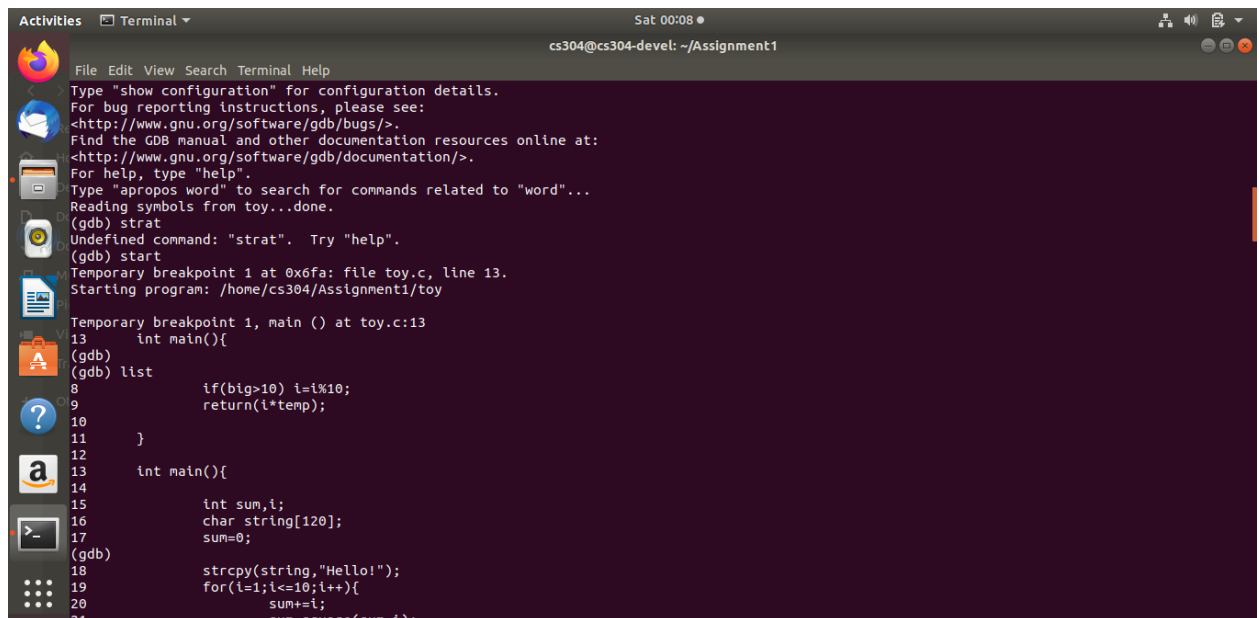 Activities Terminal Sat 00:08
cs304@cs304-devel: ~/Assignment1
File Edit View Search Terminal Help
Type "show configuration" for configuration details.
For bug reporting instructions, please see:
<http://www.gnu.org/software/gdb/bugs/>.
Find the GDB manual and other documentation resources online at:
<http://www.gnu.org/software/gdb/documentation/>.
For help, type "help".
Type "apropos word" to search for commands related to "word"...
Reading symbols from toy...done.
(gdb) strat
Undefined command: "strat".  Try "help".
(gdb) start
Temporary breakpoint 1 at 0x6fa: file toy.c, line 13.
Starting program: /home/cs304/Assignment1/toy
Temporary breakpoint 1, main () at toy.c:13
13 int main(){
(gdb)
(gdb) list
8 if(big>10) i=i%10;
9 return(i*temp);
10
11 }
12
13 int main(){
14
15 int sum,i;
16 char string[120];
17 sum=0;
(gdb)
18 strcpy(string,"Hello!");
19 for(i=1;i<=10;i++){
20 sum+=i;